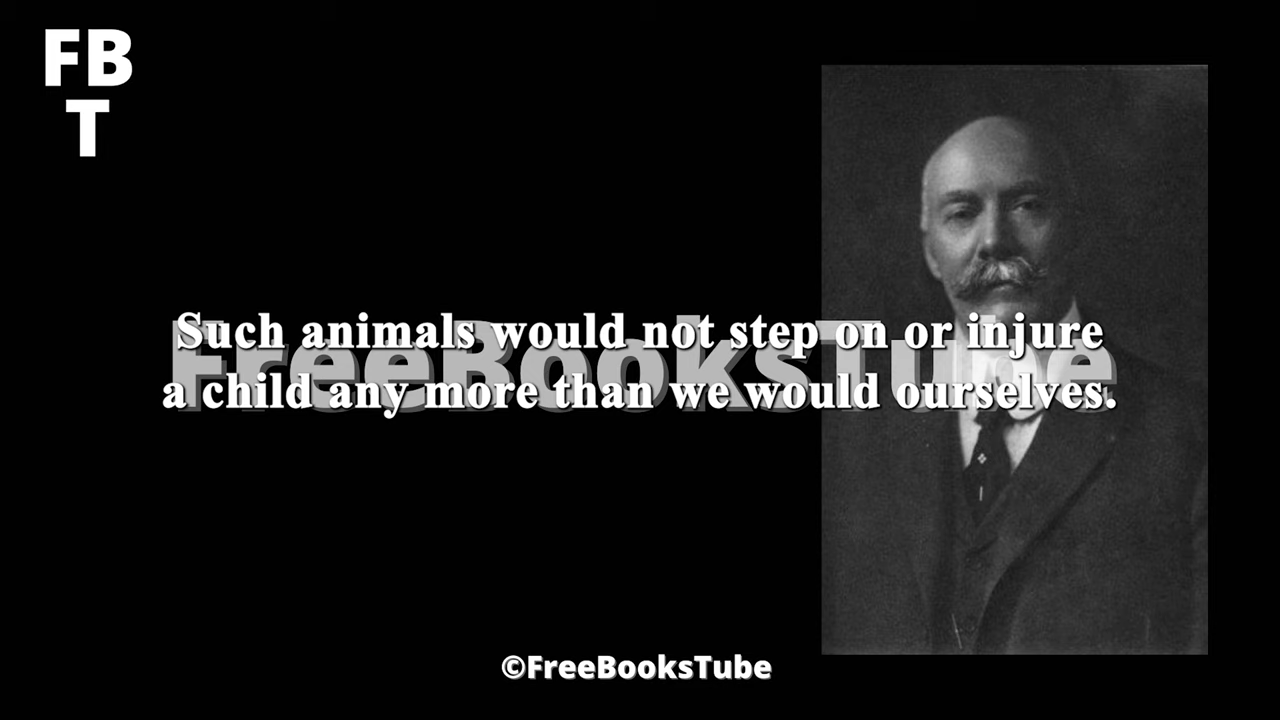 FB
T
Such animals would not step on or injure
a child any more than we would ourselves.
FreeBooksTube
©FreeBooksTube